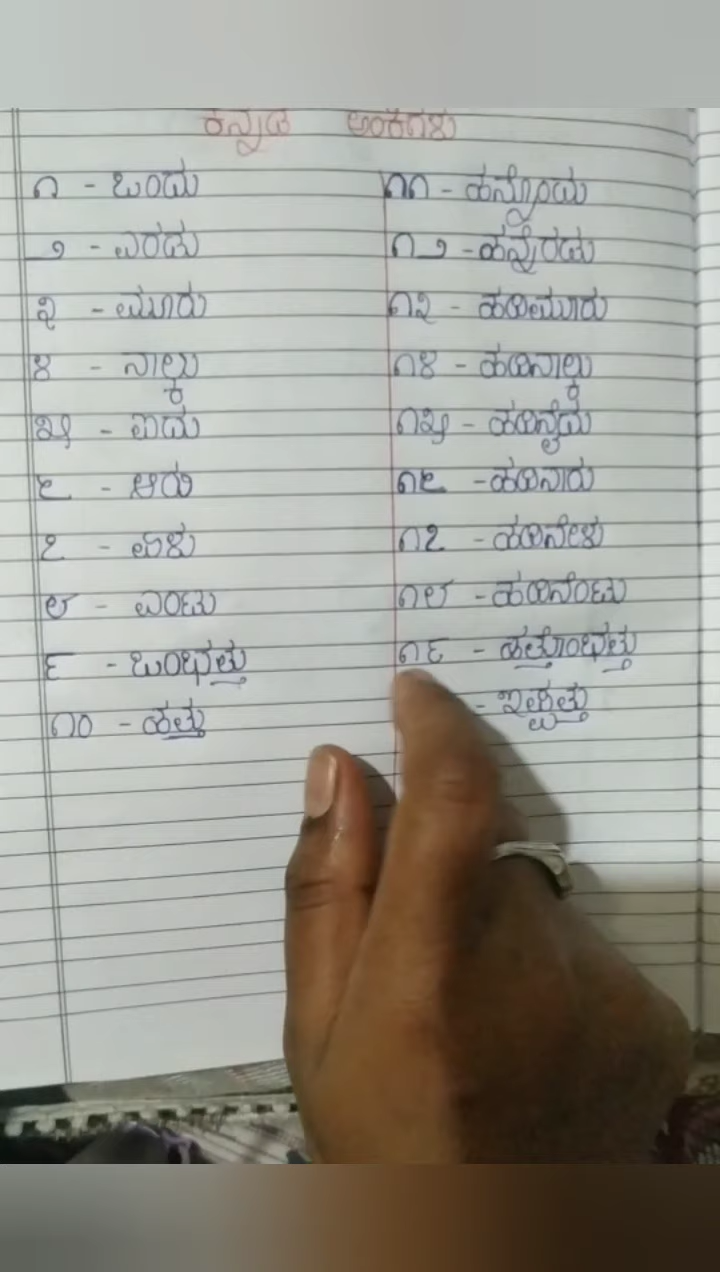 ಕನ್ನಡ ಅಂಕಿಗಳು
೧ - ಒಂದು
೨ - ಎರಡು
೩ - ಮೂರು
೪ - ನಾಲ್ಕು
೫ - ಐದು
೬ - ಆರು
೭ - ಏಳು
೮ - ಎಂಟು
೯ - ಒಂಭತ್ತು
೧೦ - ಹತ್ತು
೧೧ - ಹನ್ನೊಂದು
೧೨ - ಹನ್ನೆರಡು
೧೩ - ಹದಿಮೂರು
೧೪ - ಹದಿನಾಲ್ಕು
೧೫ - ಹದಿನೈದು
೧೬ - ಹದಿನಾರು
೧೭ - ಹದಿನೇಳು
೧೮ - ಹದಿನೆಂಟು
೧೯ - ಹತ್ತೊಂಭತ್ತು
- ಇಪ್ಪತ್ತು